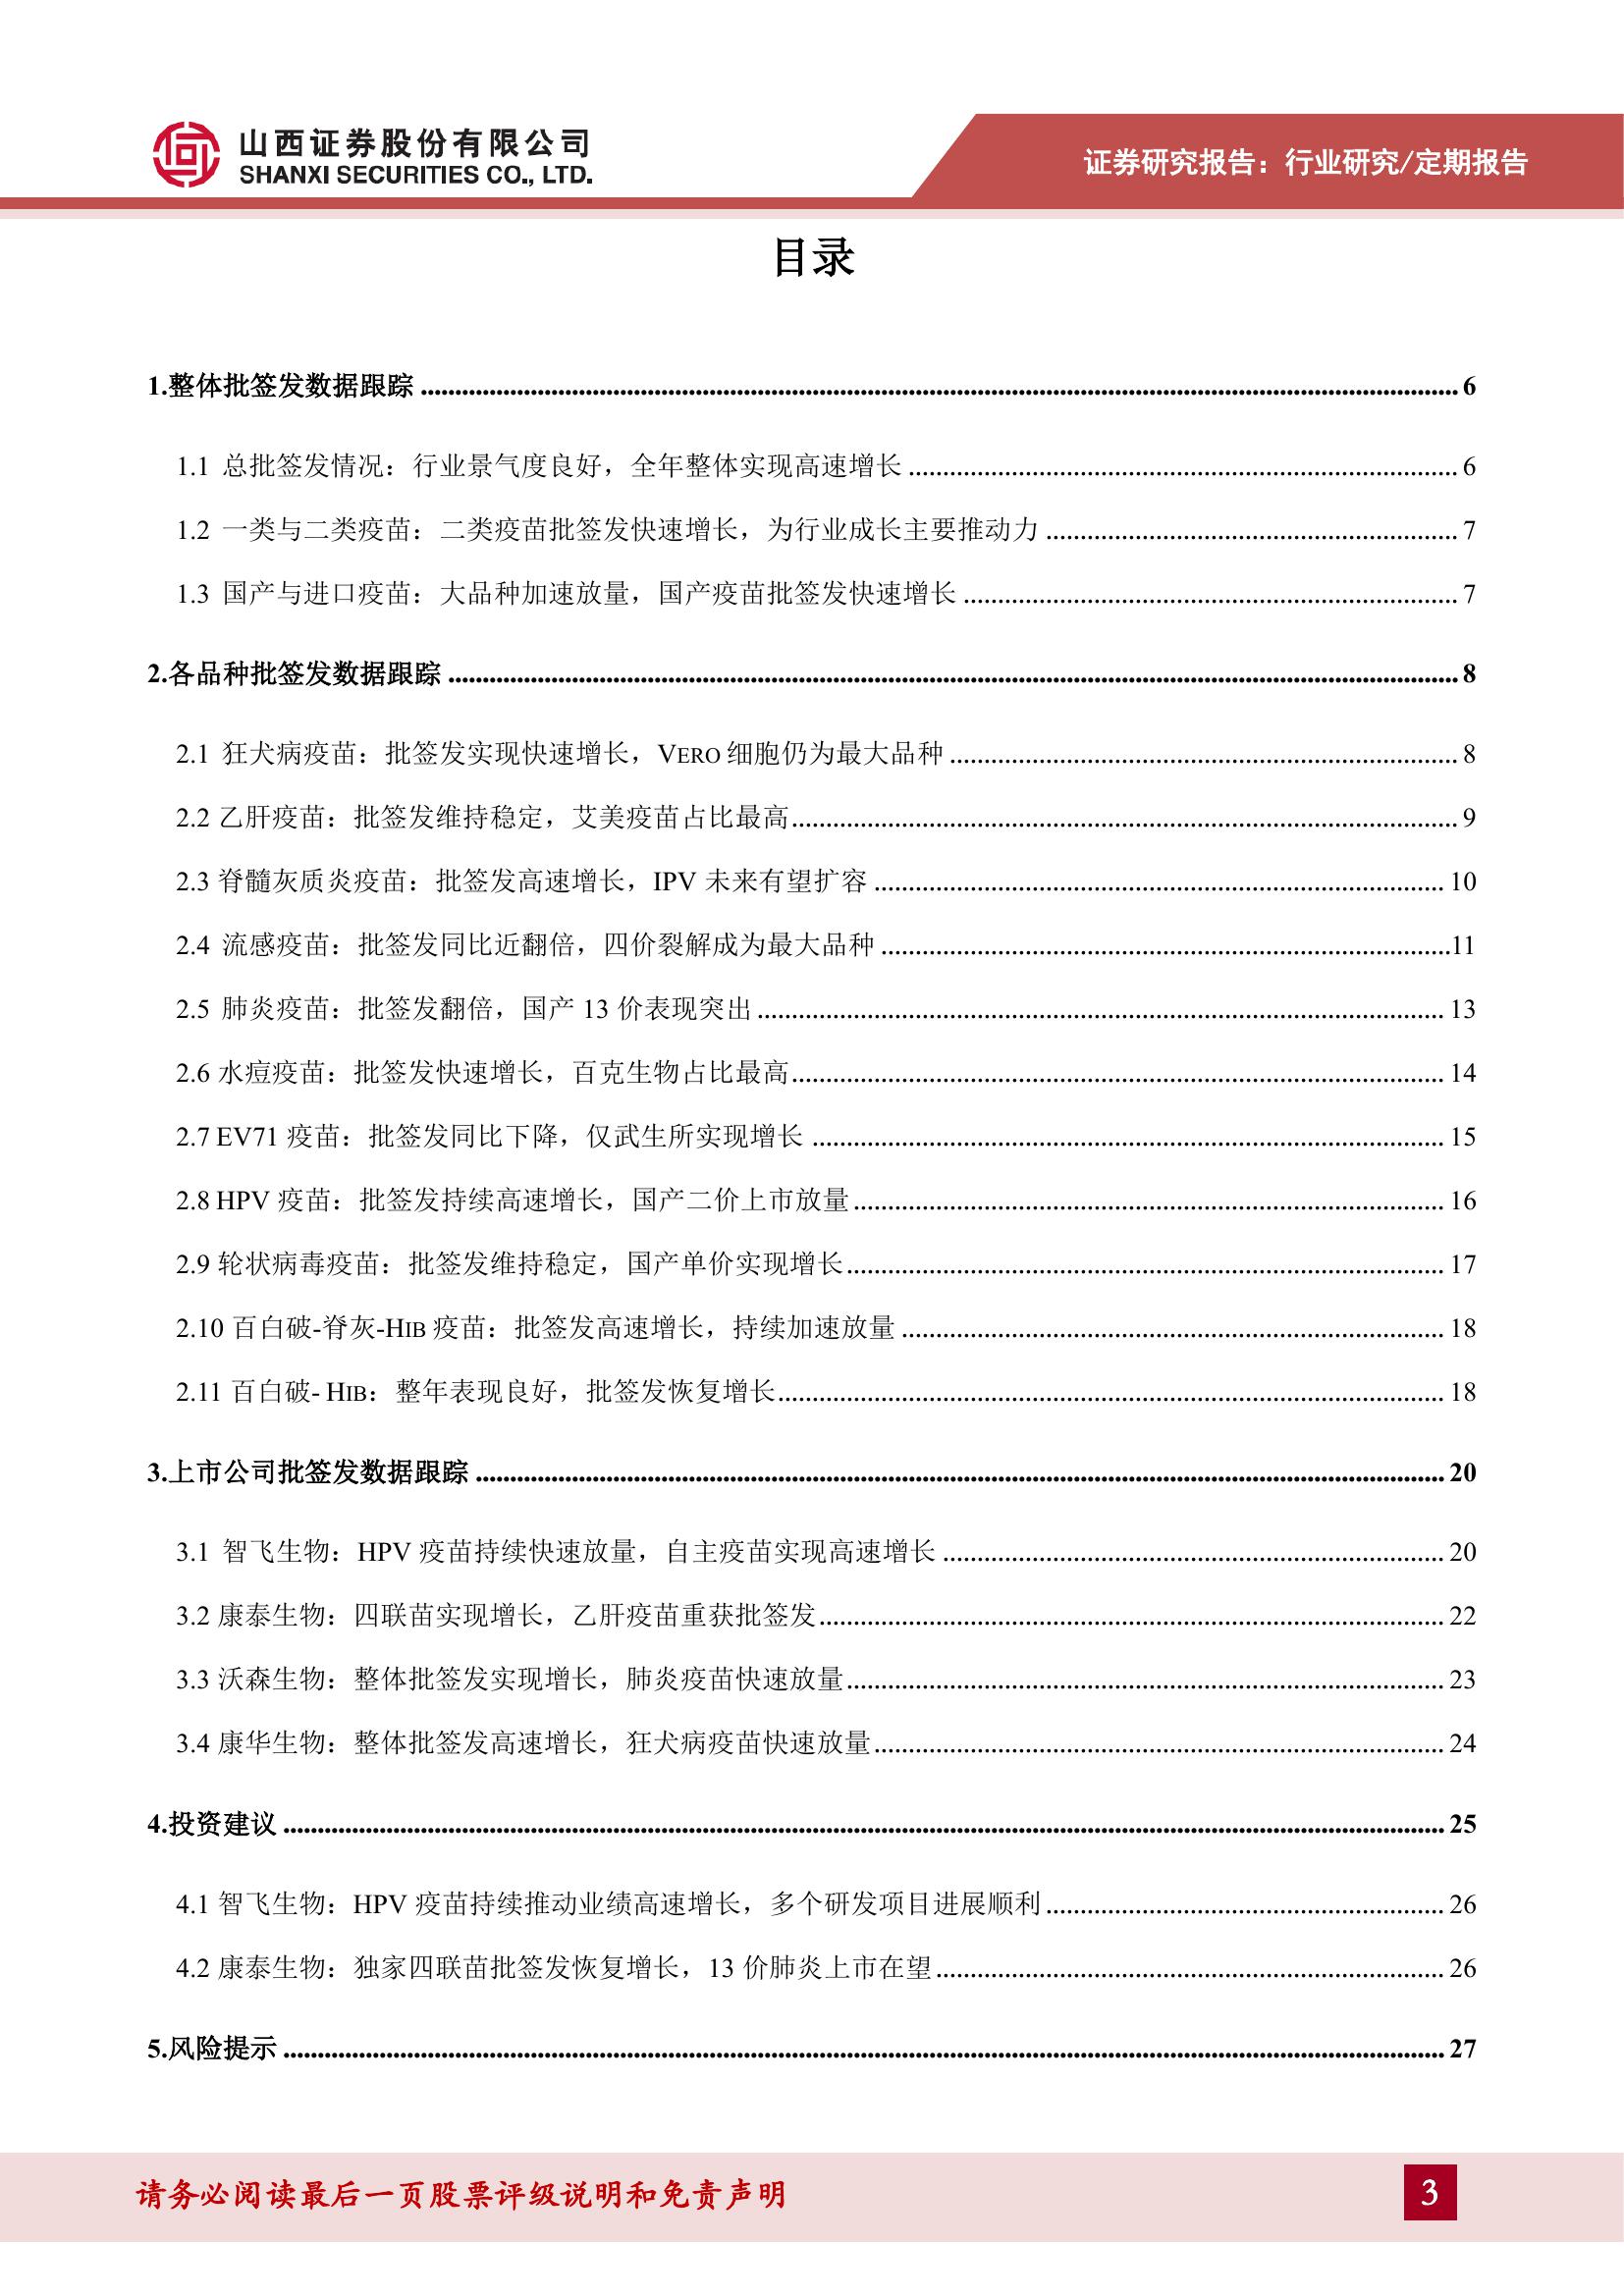 山西证券股份有限公司
SHANXI SECURITIES CO., LTD.
证券研究报告：行业研究/定期报告
目录
1.整体批签发数据跟踪 6
1.1 总批签发情况：行业景气度良好，全年整体实现高速增长 6
1.2 一类与二类疫苗：二类疫苗批签发快速增长，为行业成长主要推动力 7
1.3 国产与进口疫苗：大品种加速放量，国产疫苗批签发快速增长 7
2.各品种批签发数据跟踪 8
2.1 狂犬病疫苗：批签发实现快速增长，VERO 细胞仍为最大品种 8
2.2 乙肝疫苗：批签发维持稳定，艾美疫苗占比最高 9
2.3 脊髓灰质炎疫苗：批签发高速增长，IPV 未来有望扩容 10
2.4 流感疫苗：批签发同比近翻倍，四价裂解成为最大品种 11
2.5 肺炎疫苗：批签发翻倍，国产 13 价表现突出 13
2.6 水痘疫苗：批签发快速增长，百克生物占比最高 14
2.7 EV71 疫苗：批签发同比下降，仅武生所实现增长 15
2.8 HPV 疫苗：批签发持续高速增长，国产二价上市放量 16
2.9 轮状病毒疫苗：批签发维持稳定，国产单价实现增长 17
2.10 百白破-脊灰-HIB 疫苗：批签发高速增长，持续加速放量 18
2.11 百白破- HIB：整年表现良好，批签发恢复增长 18
3.上市公司批签发数据跟踪 20
3.1 智飞生物：HPV 疫苗持续快速放量，自主疫苗实现高速增长 20
3.2 康泰生物：四联苗实现增长，乙肝疫苗重获批签发 22
3.3 沃森生物：整体批签发实现增长，肺炎疫苗快速放量 23
3.4 康华生物：整体批签发高速增长，狂犬病疫苗快速放量 24
4.投资建议 25
4.1 智飞生物：HPV 疫苗持续推动业绩高速增长，多个研发项目进展顺利 26
4.2 康泰生物：独家四联苗批签发恢复增长，13 价肺炎上市在望 26
5.风险提示 27
请务必阅读最后一页股票评级说明和免责声明
3